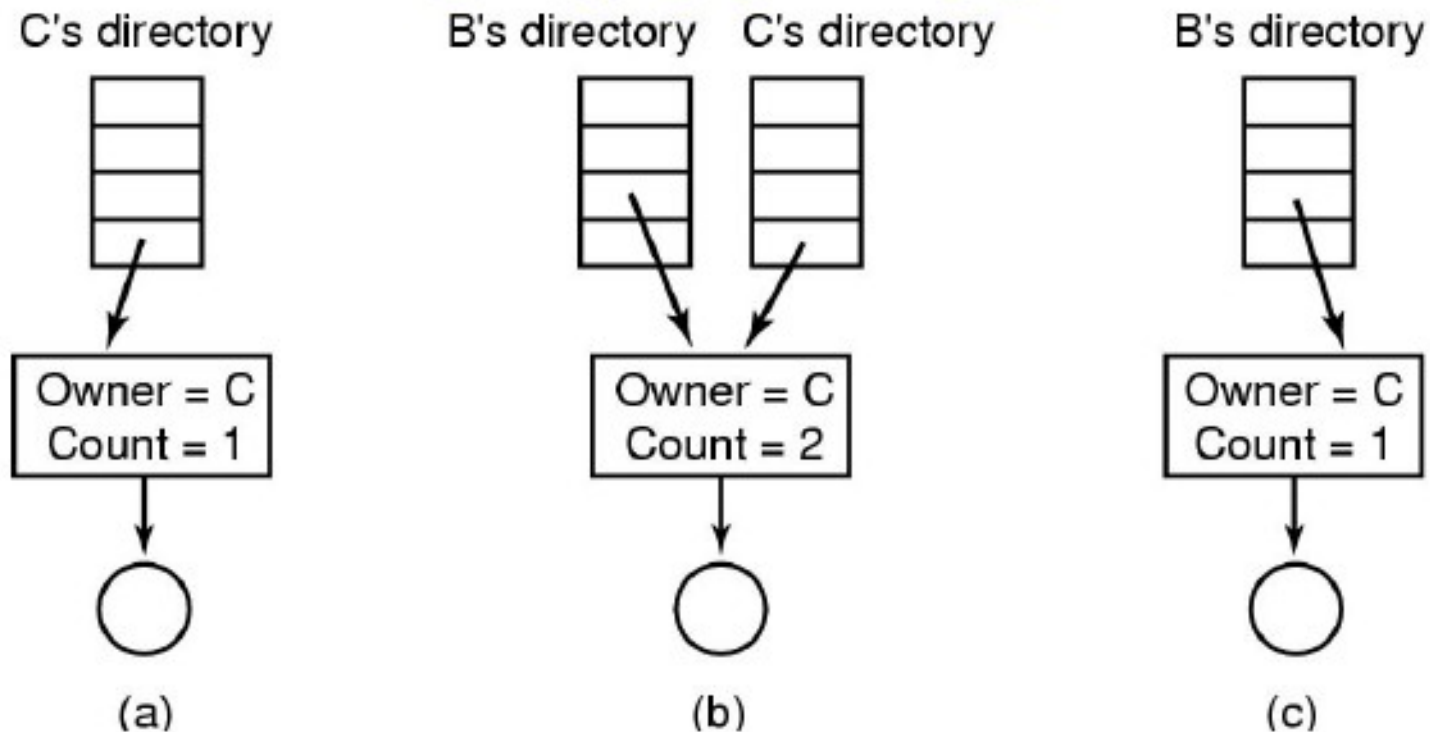 C's directory
B's directory
C's directory
B's directory
Owner = C
Count = 1
Owner = C
Count = 2
Owner = C
Count = 1
(a)
(b)
(c)